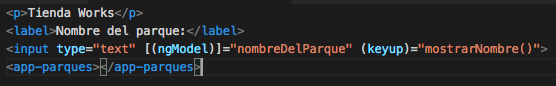 <p>Tienda Works</p>
<label>Nombre del parque:</label>
<input type="text" [(ngModel)]="nombreDelParque" (keyup)="mostrarNombre()">
<app-parques></app-parques>